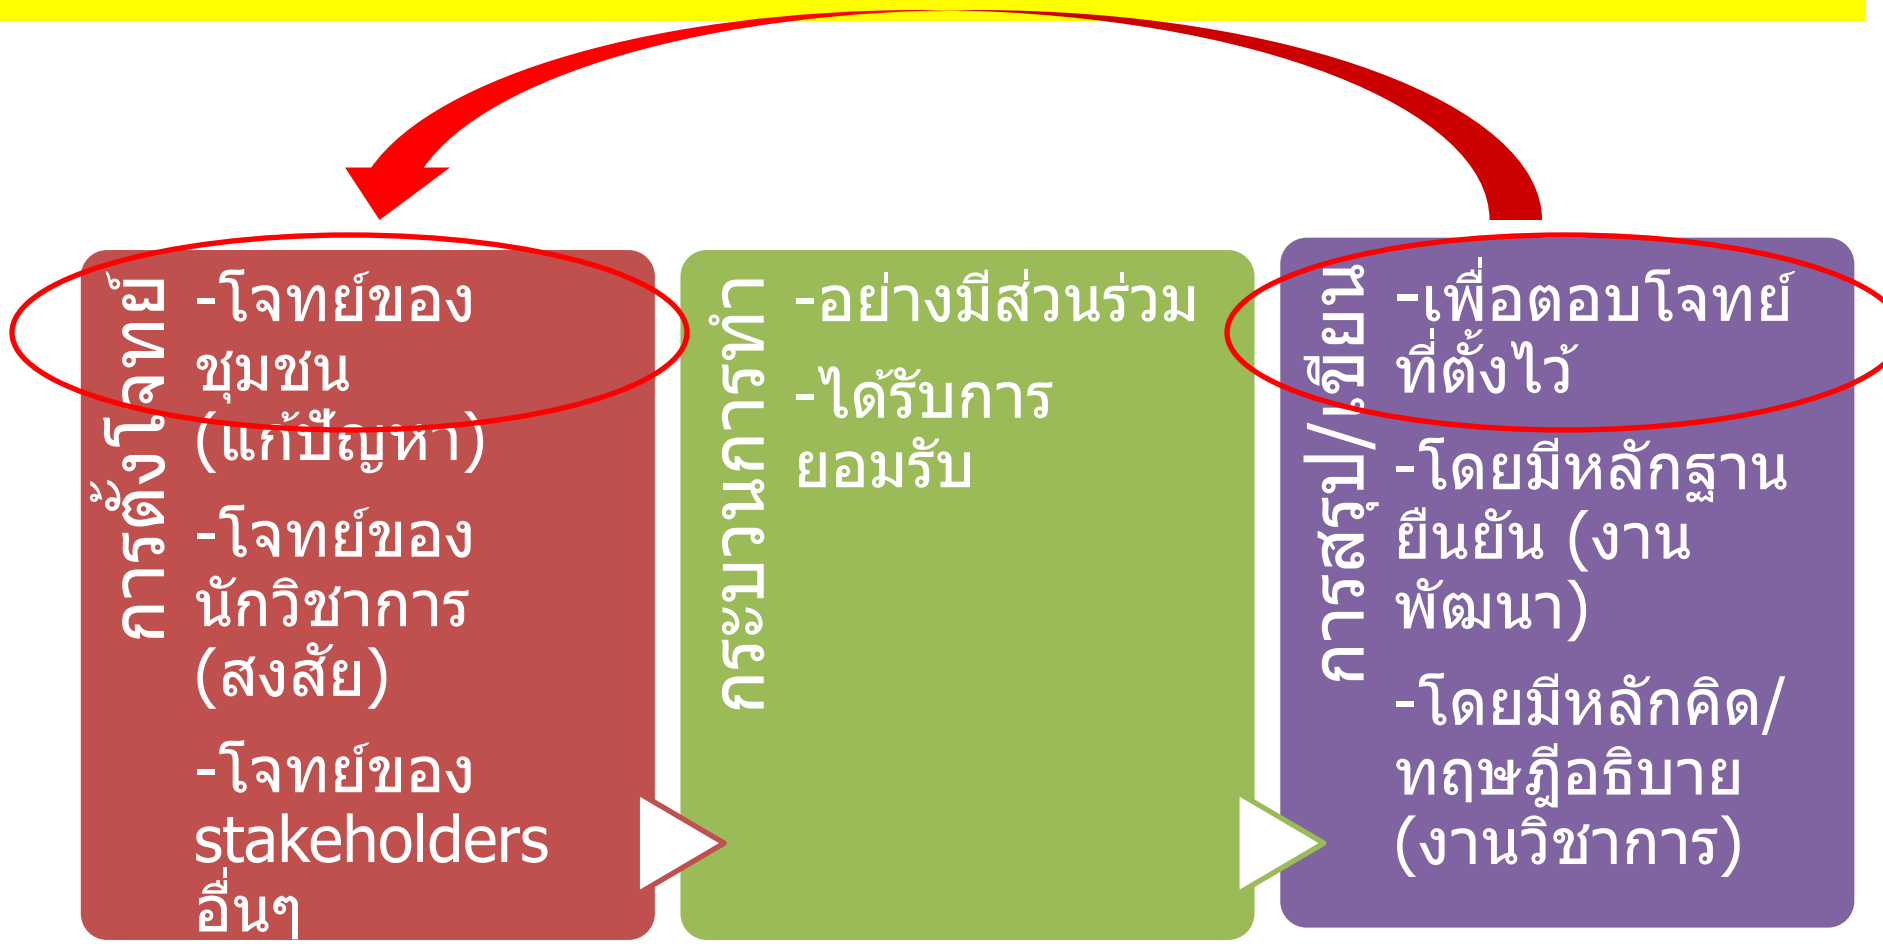 การตั้งโจทย์
-โจทย์ของ
ชุมชน
(แก้ปัญหา)
-โจทย์ของ
นักวิชาการ
(สงสัย)
-โจทย์ของ
stakeholders
อื่นๆ
กระบวนการทำ
-อย่างมีส่วนร่วม
-ได้รับการ
ยอมรับ
การสรุป/เขียน
-เพื่อตอบโจทย์
ที่ตั้งไว้
-โดยมีหลักฐาน
ยืนยัน (งาน
พัฒนา)
-โดยมีหลักคิด/
ทฤษฎีอธิบาย
(งานวิชาการ)